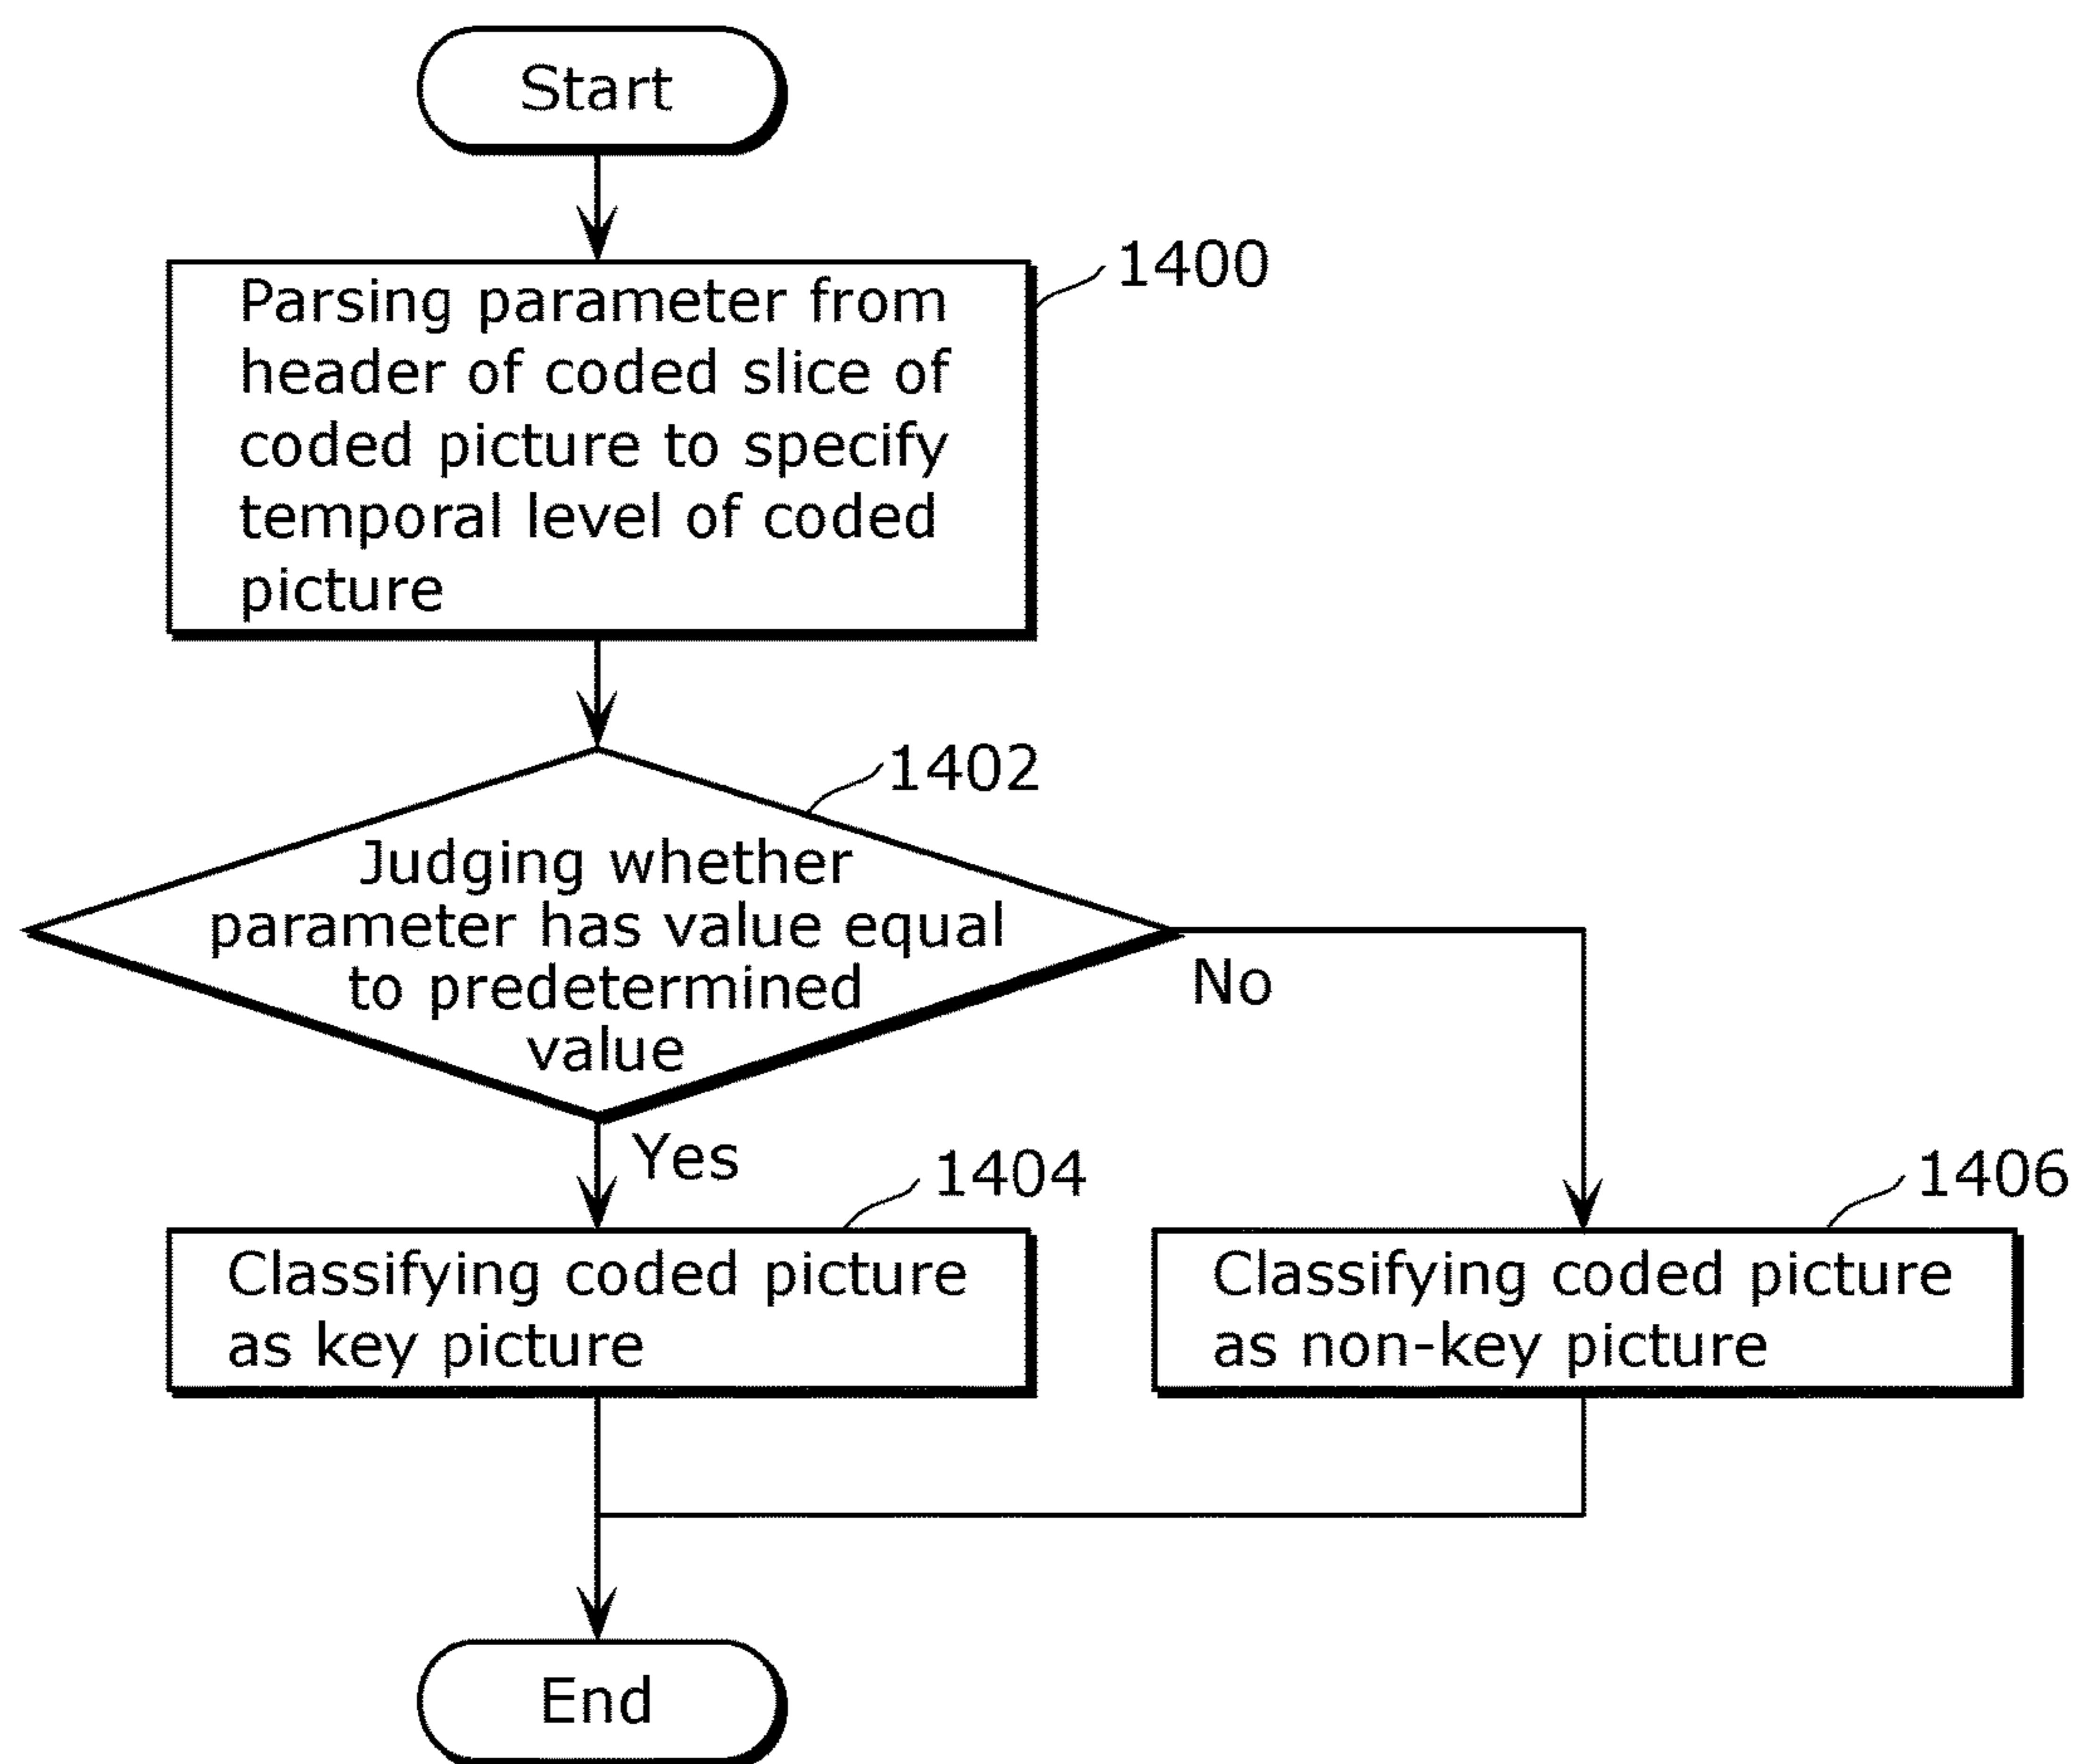 Start
1400
Parsing parameter from
header of coded slice of
coded picture to specify
temporal level of coded
picture
1402
Judging whether
parameter has value equal
to predetermined
value
No
Yes
1404
Classifying coded picture
as key picture
1406
Classifying coded picture
as non-key picture
End